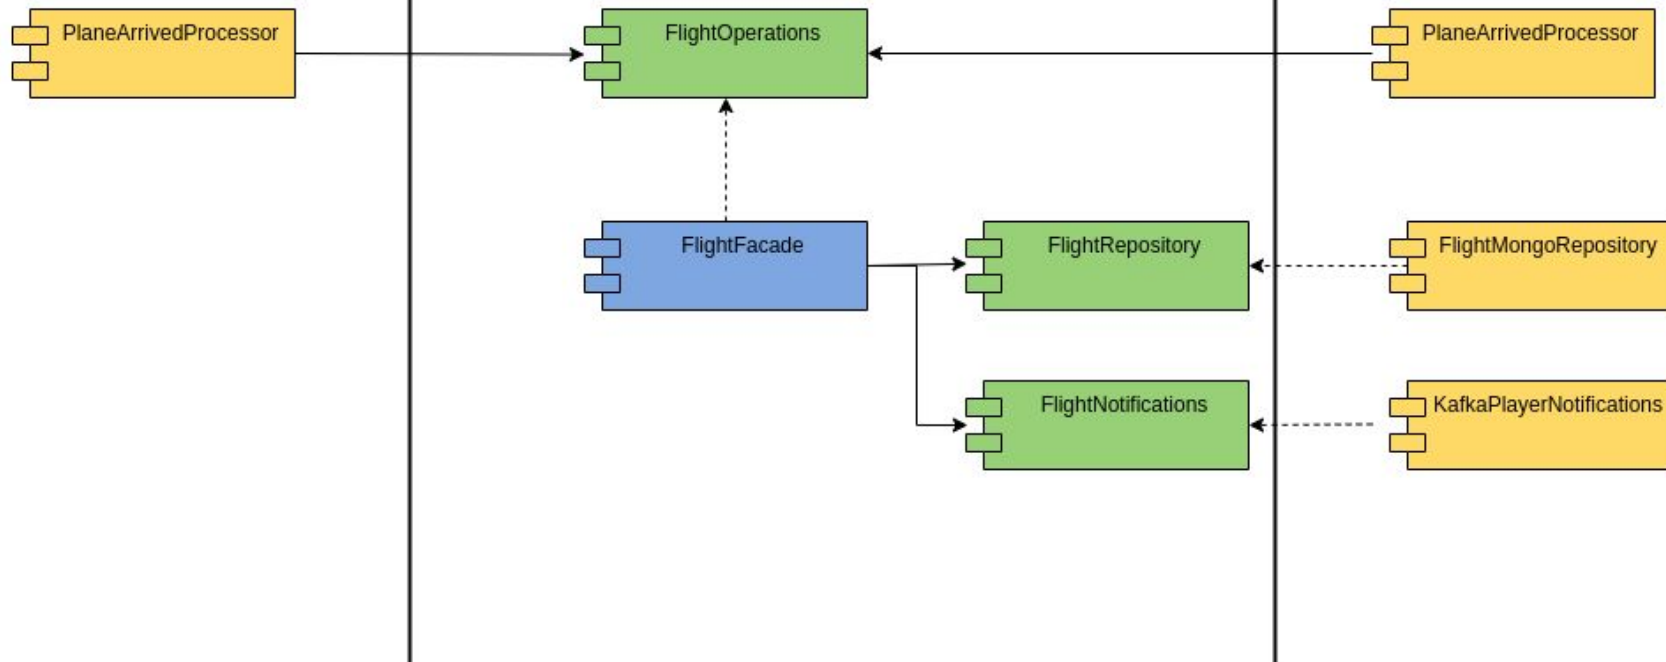 PlaneArrivedProcessor
FlightOperations
PlaneArrivedProcessor
FlightFacade
FlightRepository
FlightMongoRepository
FlightNotifications
KafkaPlayerNotifications